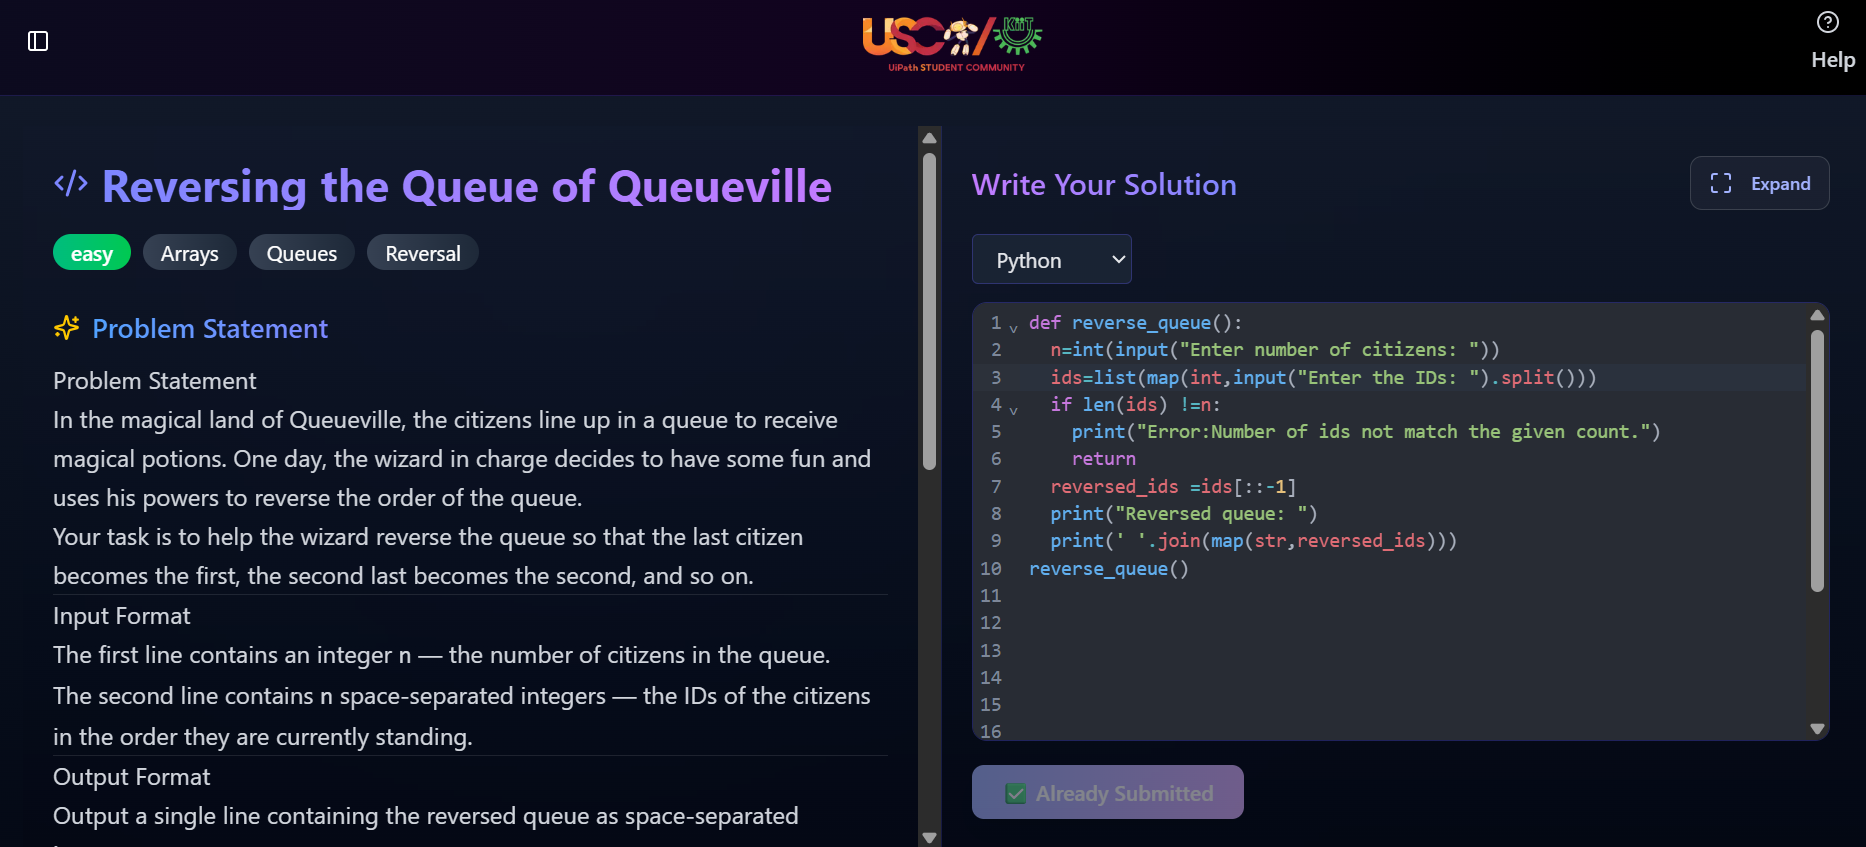 USC/KIIT
UiPath STUDENT COMMUNITY
Help
</> Reversing the Queue of Queueville
easy Arrays Queues Reversal
Problem Statement
Problem Statement
In the magical land of Queueville, the citizens line up in a queue to receive
magical potions. One day, the wizard in charge decides to have some fun and
uses his powers to reverse the order of the queue.
Your task is to help the wizard reverse the queue so that the last citizen
becomes the first, the second last becomes the second, and so on.
Input Format
The first line contains an integer n — the number of citizens in the queue.
The second line contains n space-separated integers — the IDs of the citizens
in the order they are currently standing.
Output Format
Output a single line containing the reversed queue as space-separated
Write Your Solution
Expand
Python
1 def reverse_queue():
2   n=int(input("Enter number of citizens: "))
3   ids=list(map(int,input("Enter the IDs: ").split()))
4   if len(ids) !=n:
5     print("Error:Number of ids not match the given count.")
6     return
7   reversed_ids =ids[::-1]
8   print("Reversed queue: ")
9   print(' '.join(map(str,reversed_ids)))
10 reverse_queue()
11
12
13
14
15
16
Already Submitted